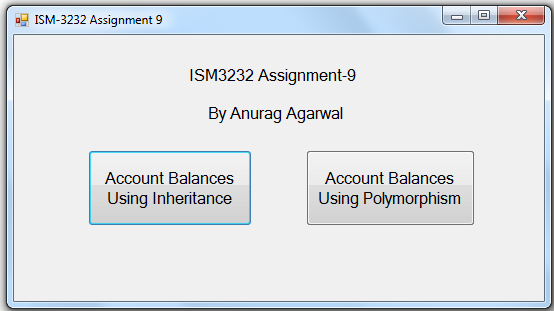 ISM-3232 Assignment 9
ISM3232 Assignment-9
By Anurag Agarwal
Account Balances
Using Inheritance
Account Balances
Using Polymorphism